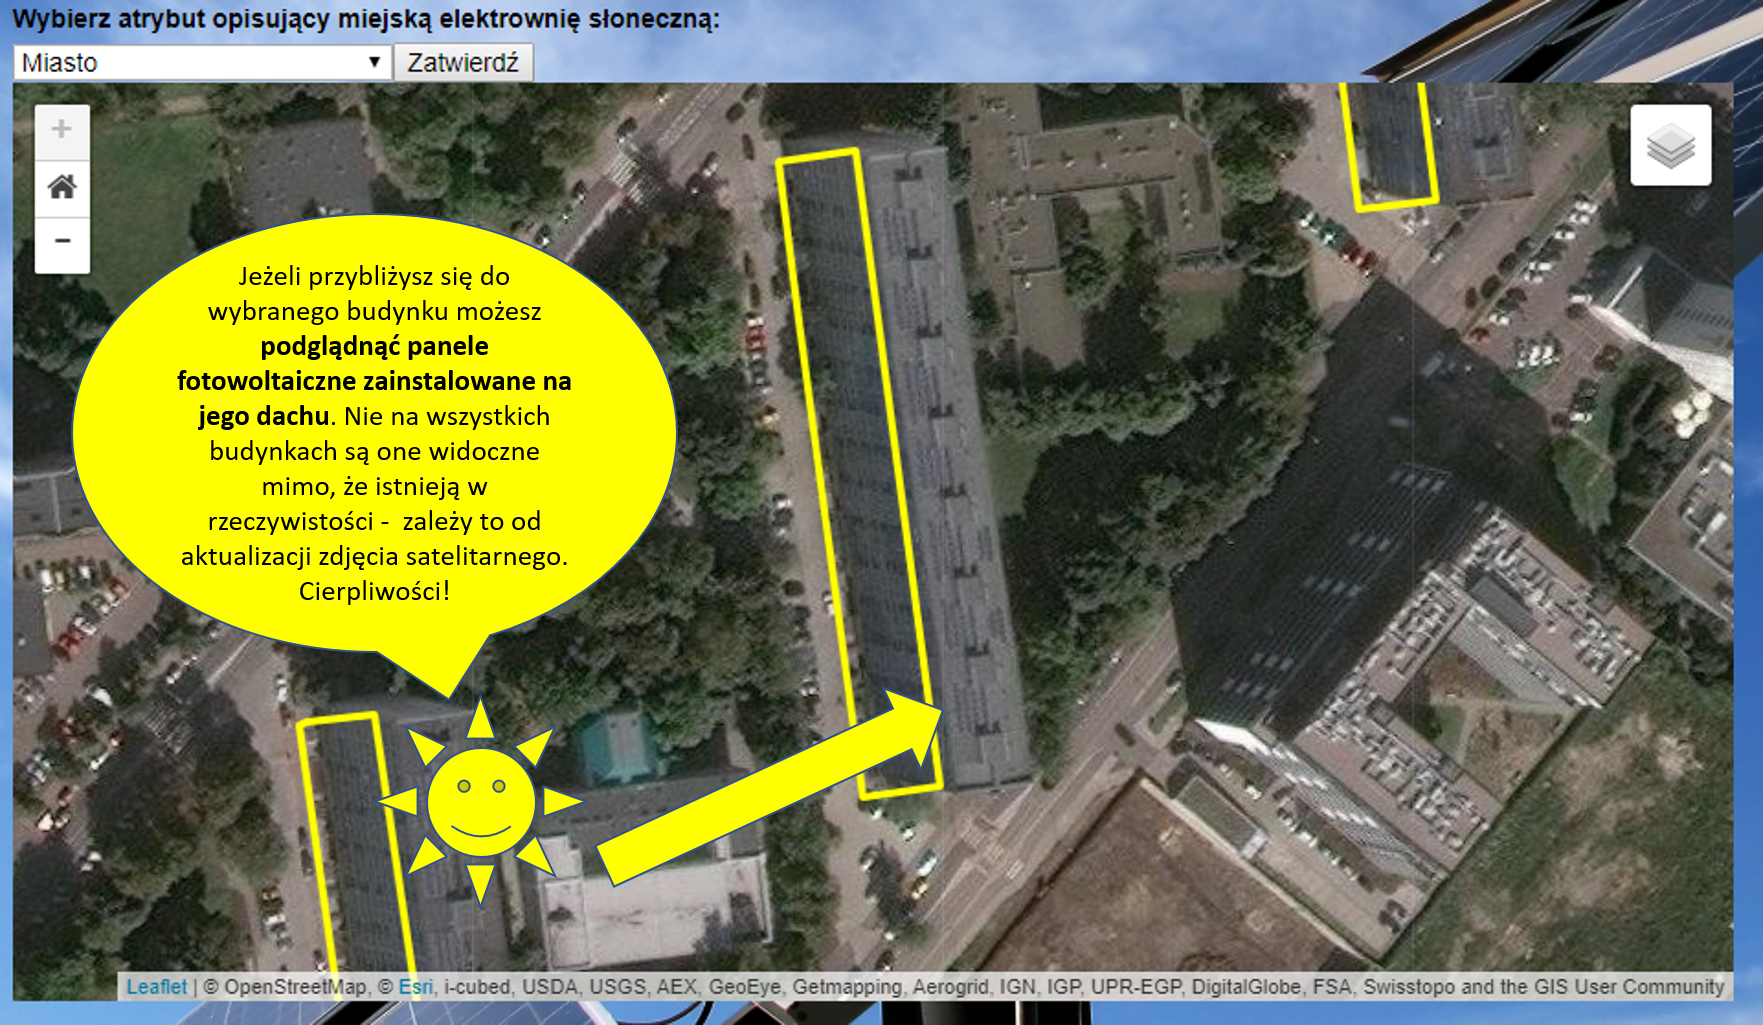 Wybierz atrybut opisujący miejską elektrownię słoneczną:
Miasto
Zatwierdź
+
−
Jeżeli przybliżysz się do
wybranego budynku możesz
podglądnąć panele
fotowoltaiczne zainstalowane na
jego dachu. Nie na wszystkich
budynkach są one widoczne
mimo, że istnieją w
rzeczywistości - zależy to od
aktualizacji zdjęcia satelitarnego.
Cierpliwości!
Leaflet | © OpenStreetMap, © Esri, i-cubed, USDA, USGS, AEX, GeoEye, Getmapping, Aerogrid, IGN, IGP, UPR-EGP, DigitalGlobe, FSA, Swisstopo and the GIS User Community